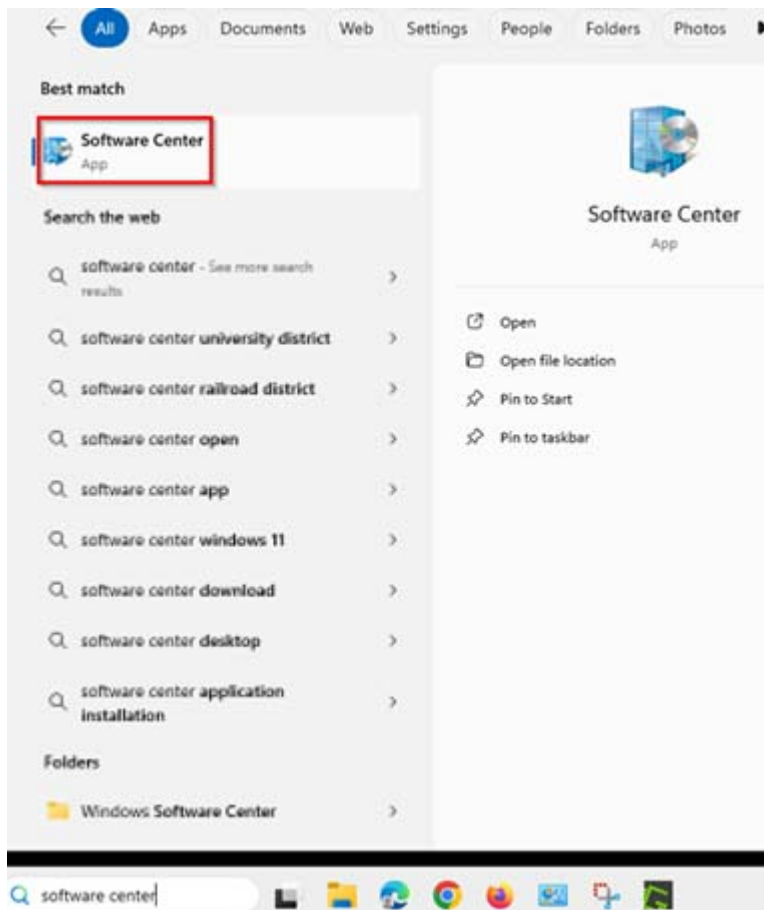 All Apps Documents Web Settings People Folders Photos
Best match
Software Center
App
Search the web
software center - See more search
results
software center university district
software center railroad district
software center open
software center app
software center windows 11
software center download
software center desktop
software center application
installation
Folders
Windows Software Center
Software Center
App
Open
Open file location
Pin to Start
Pin to taskbar
software center